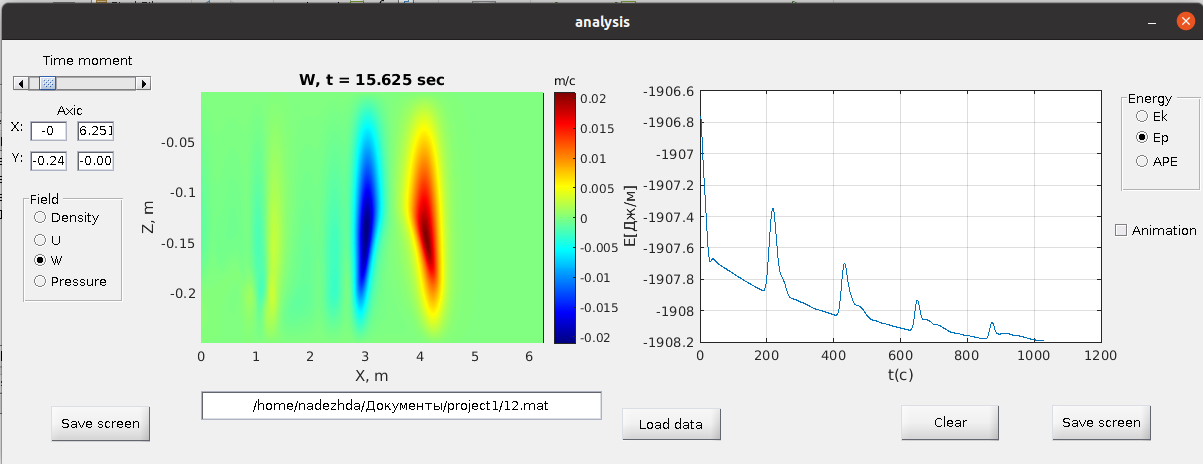 analysis
Time moment
Axic
X: -0 6.251
Y: -0.24 -0.00
Field
Density
U
W
Pressure
Save screen
W, t = 15.625 sec
m/c
Z, m
-0.05
-0.1
-0.15
-0.2
0 1 2 3 4 5 6
X, m
0.02
0.015
0.01
0.005
0
-0.005
-0.01
-0.015
-0.02
/home/nadezhda/Документы/project1/12.mat
Load data
E[Дж/м]
-1906.6
-1906.8
-1907
-1907.2
-1907.4
-1907.6
-1907.8
-1908
-1908.2
0 200 400 600 800 1000 1200
t(c)
Clear
Save screen
Energy
Ek
Ep
APE
Animation